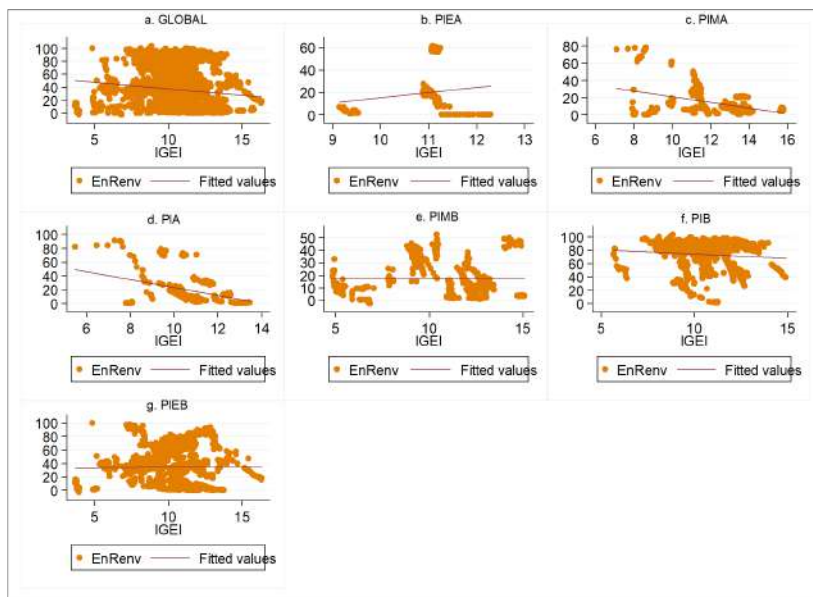 a. GLOBAL
100
80
60
40
20
0
5 10 15
IGEI
EnRenv Fitted values
b. PIEA
60
40
20
0
9 10 11 12 13
IGEI
EnRenv Fitted values
c. PIMA
80
60
40
20
0
6 8 10 12 14 16
IGEI
EnRenv Fitted values
d. PIA
100
80
60
40
20
0
6 8 10 12 14
IGEI
EnRenv Fitted values
e. PIMB
50
40
30
20
10
0
5 10 15
IGEI
EnRenv Fitted values
f. PIB
100
80
60
40
20
0
5 10 15
IGEI
EnRenv Fitted values
g. PIEB
100
80
60
40
20
0
5 10 15
IGEI
EnRenv Fitted values